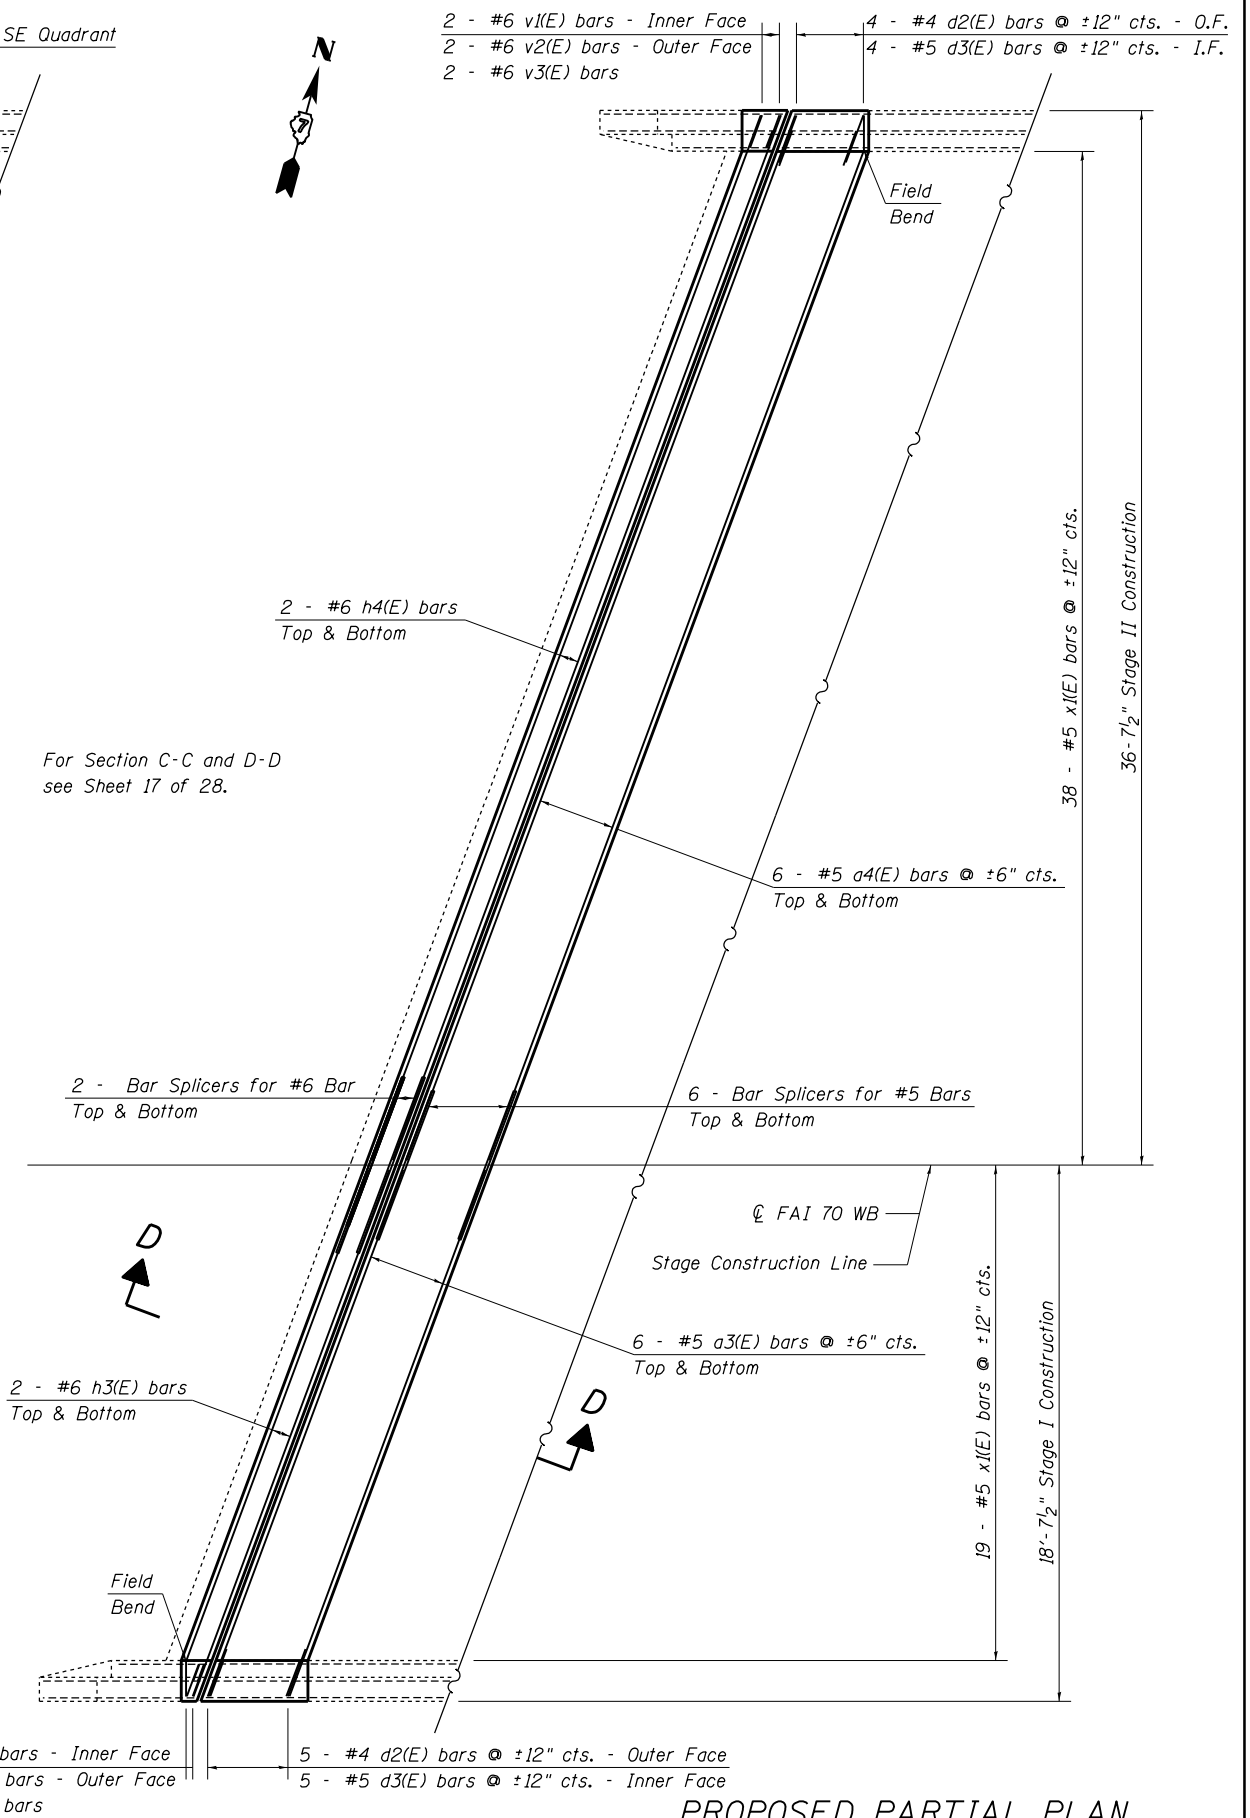 SE Quadrant
2 - #6 v1(E) bars - Inner Face
2 - #6 v2(E) bars - Outer Face
2 - #6 v3(E) bars
4 - #4 d2(E) bars @ ±12" cts. - O.F.
4 - #5 d3(E) bars @ ±12" cts. - I.F.
N
7
Field
Bend
38 - #5 x1(E) bars @ ±12" cts.
36-7½" Stage II Construction
2 - #6 h4(E) bars
Top & Bottom
For Section C-C and D-D
see Sheet 17 of 28.
6 - #5 a4(E) bars @ ±6" cts.
Top & Bottom
2 - Bar Splicers for #6 Bar
Top & Bottom
6 - Bar Splicers for #5 Bars
Top & Bottom
℄ FAI 70 WB
Stage Construction Line
D
19 - #5 x1(E) bars @ ±12" cts.
18'-7½" Stage I Construction
6 - #5 a3(E) bars @ ±6" cts.
Top & Bottom
2 - #6 h3(E) bars
Top & Bottom
D
Field
Bend
bars - Inner Face
bars - Outer Face
bars
5 - #4 d2(E) bars @ ±12" cts. - Outer Face
5 - #5 d3(E) bars @ ±12" cts. - Inner Face
PROPOSED PARTIAL PLAN